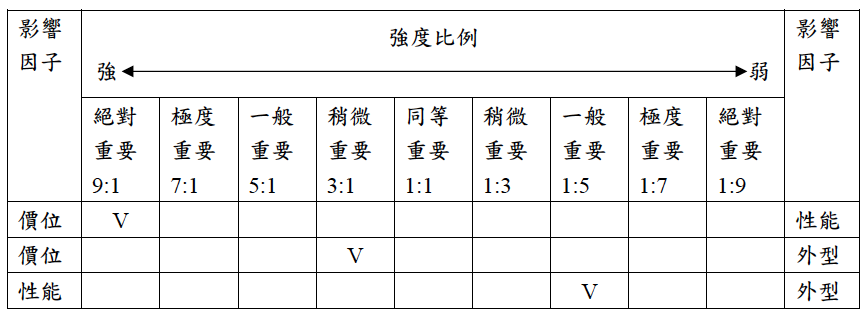 影響 強度比例 影響
因子 強 弱 因子
絕對 極度 一般 稍微 同等 稍微 一般 極度 絕對
重要 重要 重要 重要 重要 重要 重要 重要 重要
9:1 7:1 5:1 3:1 1:1 1:3 1:5 1:7 1:9
價位 V 性能
價位 V 外型
性能 V 外型